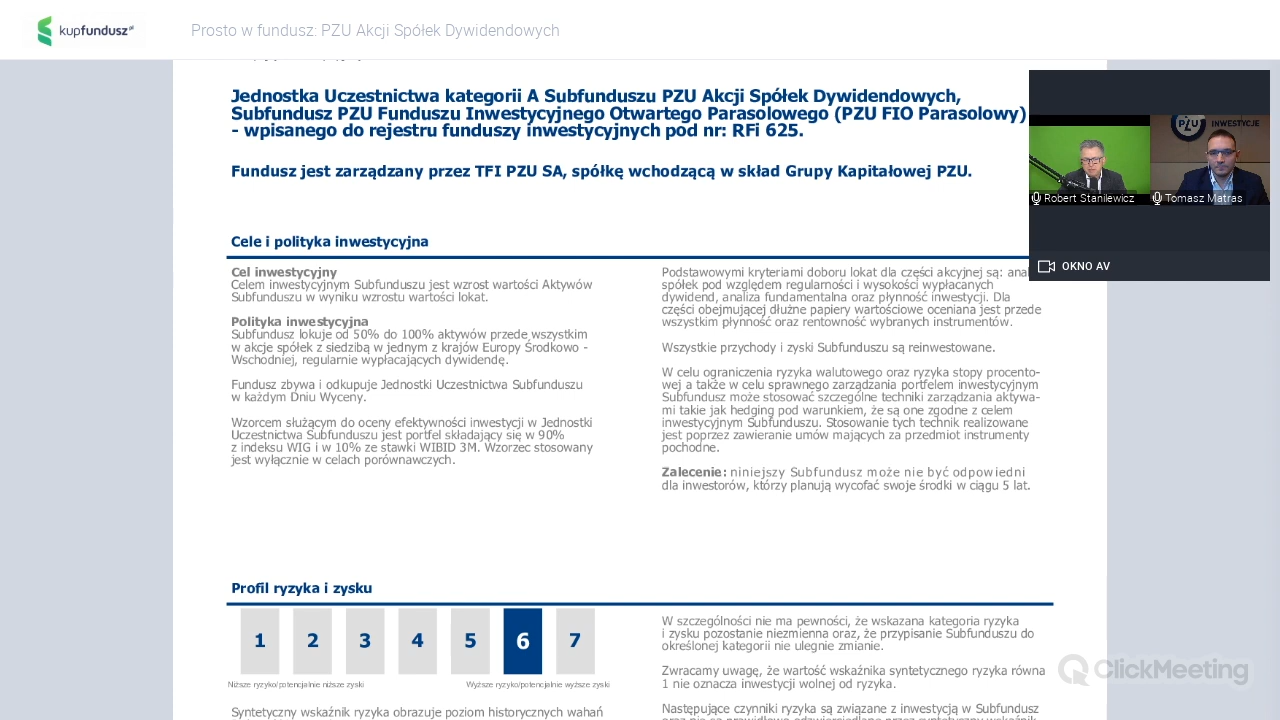 kupfundusz.pl
Prosto w fundusz: PZU Akcji Spółek Dywidendowych
Jednostka Uczestnictwa kategorii A Subfunduszu PZU Akcji Spółek Dywidendowych,
Subfundusz PZU Funduszu Inwestycyjnego Otwartego Parasolowego (PZU FIO Parasolowy)
- wpisanego do rejestru funduszy inwestycyjnych pod nr: RFi 625.
Fundusz jest zarządzany przez TFI PZU SA, spółkę wchodzącą w skład Grupy Kapitałowej PZU.
PZU INWESTYCJE
Robert Stanilewicz
Tomasz Matras
OKNO AV
Cele i polityka inwestycyjna
Cel inwestycyjny
Celem inwestycyjnym Subfunduszu jest wzrost wartości Aktywów
Subfunduszu w wyniku wzrostu wartości lokat.
Polityka inwestycyjna
Subfundusz lokuje od 50% do 100% aktywów przede wszystkim
w akcje spółek z siedzibą w jednym z krajów Europy Środkowo -
Wschodniej, regularnie wypłacających dywidendę.
Fundusz zbywa i odkupuje Jednostki Uczestnictwa Subfunduszu
w każdym Dniu Wyceny.
Wzorcem służącym do oceny efektywności inwestycji w Jednostki
Uczestnictwa Subfunduszu jest portfel składający się w 90%
z indeksu WIG i w 10% ze stawki WIBID 3M. Wzorzec stosowany
jest wyłącznie w celach porównawczych.
Podstawowymi kryteriami doboru lokat dla części akcyjnej są:
spółek pod względem regularności i wysokości wypłacanych
dywidend, analiza fundamentalna oraz płynność inwestycji. Dla
części obejmującej dłużne papiery wartościowe oceniana jest przede
wszystkim płynność oraz rentowność wybranych instrumentów.
Wszystkie przychody i zyski Subfunduszu są reinwestowane.
W celu ograniczenia ryzyka walutowego oraz ryzyka stopy procento-
wej a także w celu sprawnego zarządzania portfelem inwestycyjnym
Subfundusz może stosować szczególne techniki zarządzania aktywa-
mi takie jak hedging pod warunkiem, że są one zgodne z celem
inwestycyjnym Subfunduszu. Stosowanie tych technik realizowane
jest poprzez zawieranie umów mających za przedmiot instrumenty
pochodne.
Zalecenie: niniejszy Subfundusz może nie być odpowiedni
dla inwestorów, którzy planują wycofać swoje środki w ciągu 5 lat.
Profil ryzyka i zysku
1 2 3 4 5 6 7
Niższe ryzyko/potencjalnie niższe zyski
Wyższe ryzyko/potencjalnie wyższe zyski
Syntetyczny wskaźnik ryzyka obrazuje poziom historycznych wahań
W szczególności nie ma pewności, że wskazana kategoria ryzyka
i zysku pozostanie niezmienna oraz, że przypisanie Subfunduszu do
określonej kategorii nie ulegnie zmianie.
Zwracamy uwagę, że wartość wskaźnika syntetycznego ryzyka równa
1 nie oznacza inwestycji wolnej od ryzyka.
Następujące czynniki ryzyka są związane z inwestycją w Subfundusz
ClickMeeting